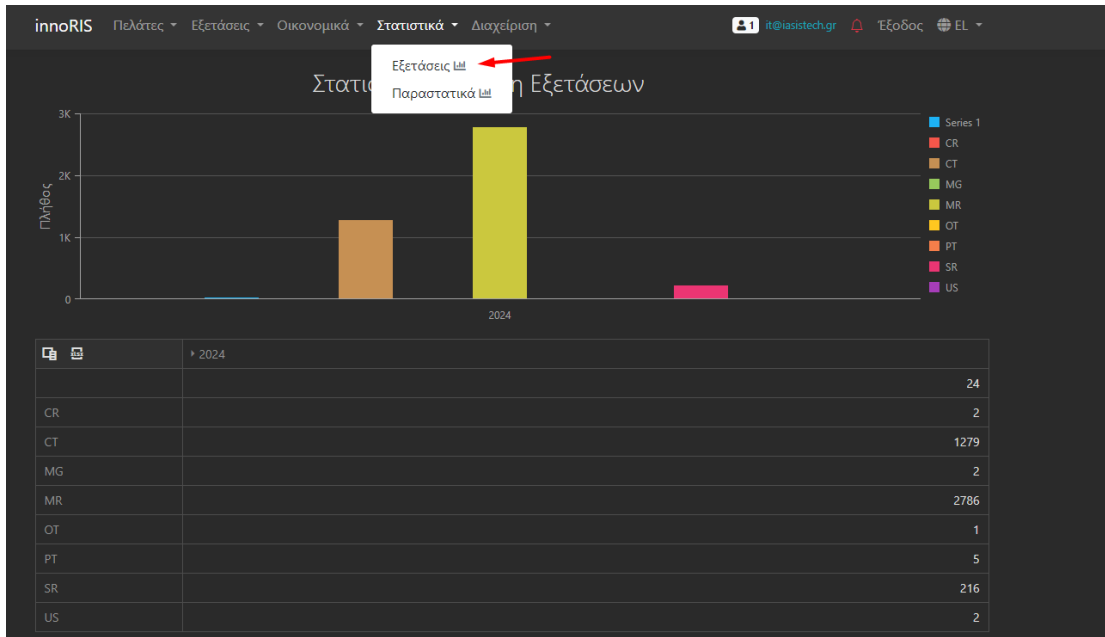 innoRIS Πελάτες Εξετάσεις Οικονομικά Στατιστικά Διαχείριση 1 it@iasistech.gr Έξοδος EL
Εξετάσεις
Παραστατικά
Στατισ η Εξετάσεων
3K
2K
1K
0
Πλήθος
2024
Series 1
CR
CT
MG
MR
OT
PT
SR
US
2024
24
CR 2
CT 1279
MG 2
MR 2786
OT 1
PT 5
SR 216
US 2